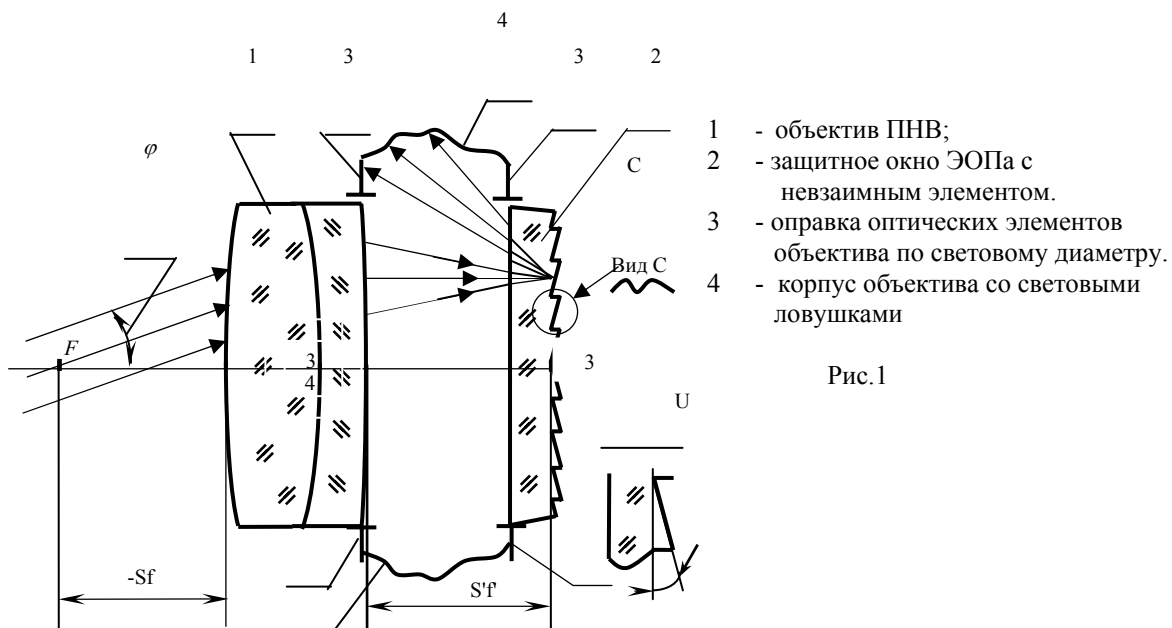 4
1 3 3 2
φ
C
1 - объектив ПНВ;
2 - защитное окно ЭОПа с
невзаимным элементом.
3 - оправка оптических элементов
объектива по световому диаметру.
4 - корпус объектива со световыми
ловушками
Вид C
F
3
4
3
Рис.1
U
-Sf
S'f'